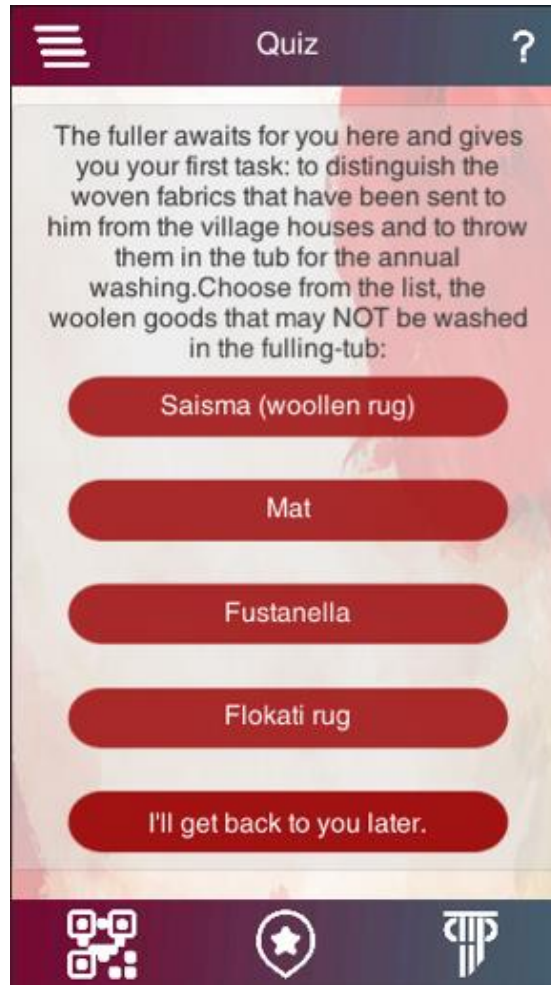 Quiz
?
The fuller awaits for you here and gives
you your first task: to distinguish the
woven fabrics that have been sent to
him from the village houses and to throw
them in the tub for the annual
washing.Choose from the list, the
woolen goods that may NOT be washed
in the fulling-tub:
Saisma (woollen rug)
Mat
Fustanella
Flokati rug
I'll get back to you later.